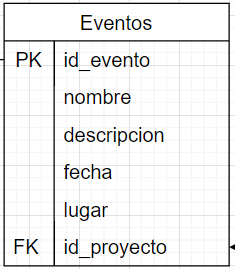 Eventos
PK id_evento
nombre
descripcion
fecha
lugar
FK id_proyecto